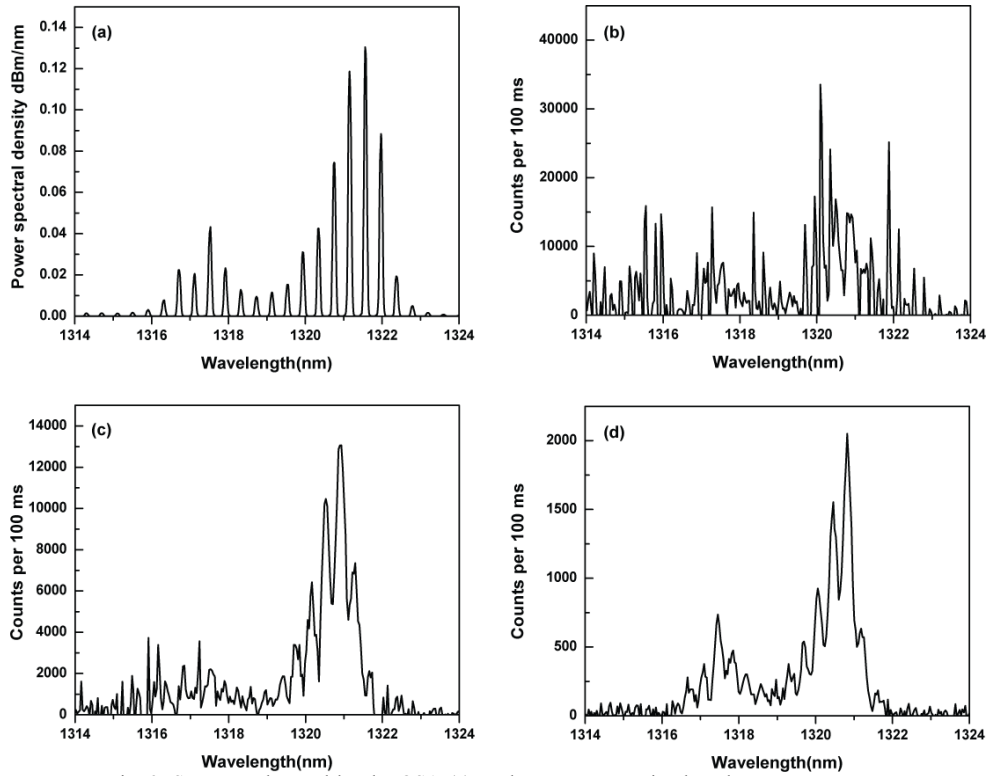 (a)
Power spectral density dBm/nm
0.14
0.12
0.10
0.08
0.06
0.04
0.02
0.00
1314 1316 1318 1320 1322 1324
Wavelength(nm)
(b)
Counts per 100 ms
40000
30000
20000
10000
0
1314 1316 1318 1320 1322 1324
Wavelength(nm)
(c)
Counts per 100 ms
14000
12000
10000
8000
6000
4000
2000
0
1314 1316 1318 1320 1322 1324
Wavelength(nm)
(d)
Counts per 100 ms
2000
1500
1000
500
0
1314 1316 1318 1320 1322 1324
Wavelength(nm)